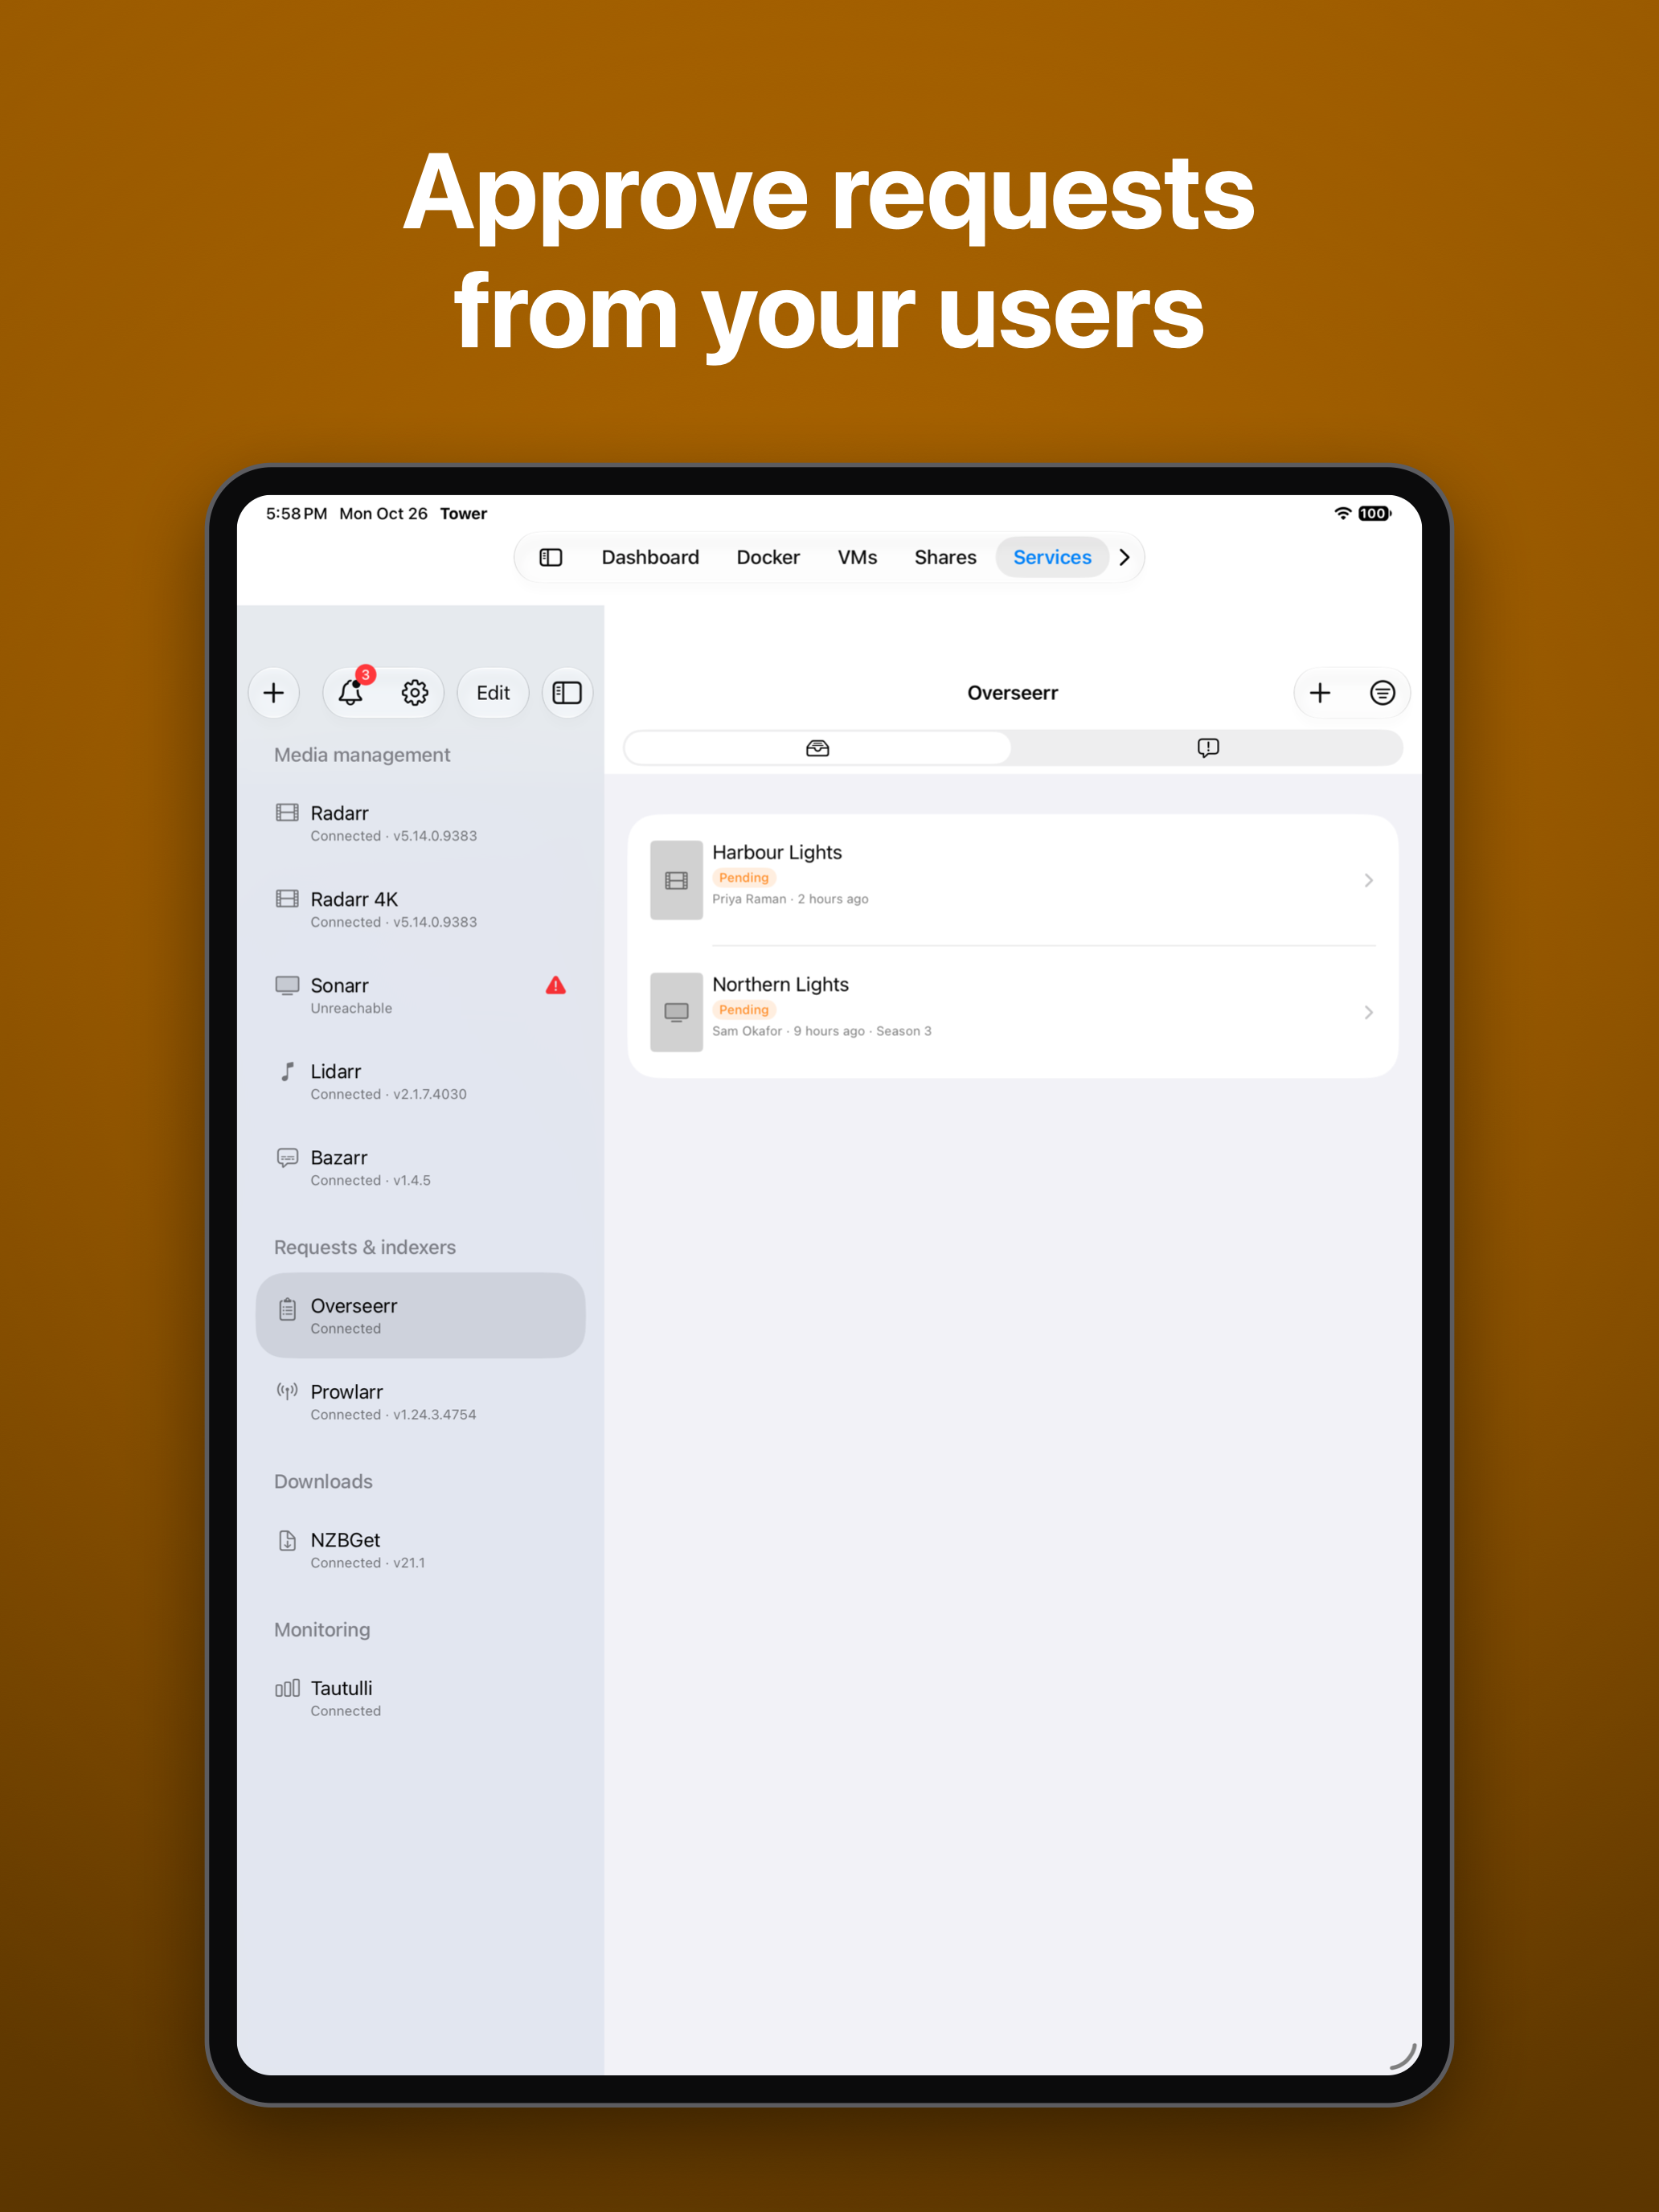 Approve requests
from your users
5:58 PM Mon Oct 26 Tower
100
Dashboard Docker VMs Shares Services
3
Edit
Overseerr
Media management
Radarr
Connected · v5.14.0.9383
Radarr 4K
Connected · v5.14.0.9383
Sonarr
Unreachable
Lidarr
Connected · v2.1.7.4030
Bazarr
Connected · v1.4.5
Requests & indexers
Overseerr
Connected
Prowlarr
Connected · v1.24.3.4754
Downloads
NZBGet
Connected · v21.1
Monitoring
Tautulli
Connected
Harbour Lights
Pending
Priya Raman · 2 hours ago
Northern Lights
Pending
Sam Okafor · 9 hours ago · Season 3